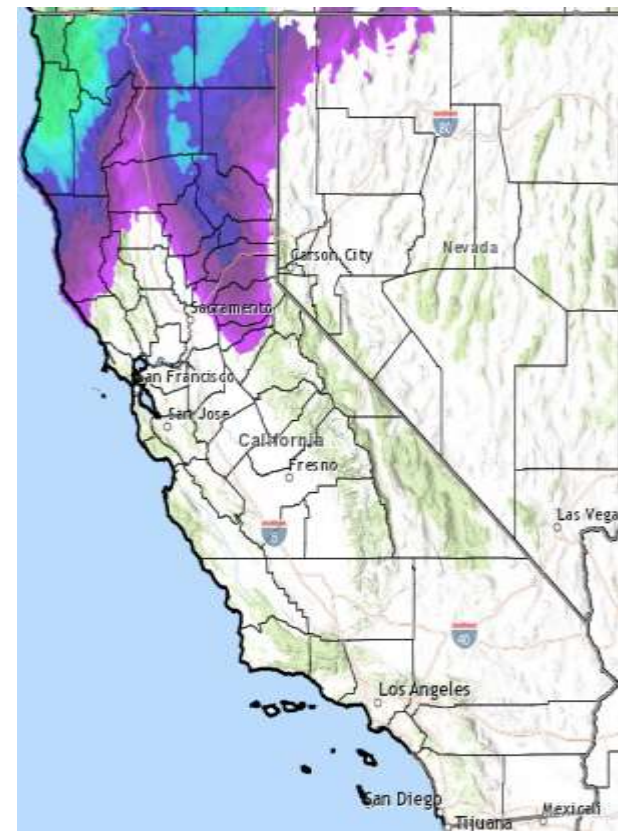 80
Carson City
Nevada
Sacramento
San Francisco
San Jose
California
Fresno
5
Las Vega
40
Los Angeles
San Diego
Tijuana
Mexicali